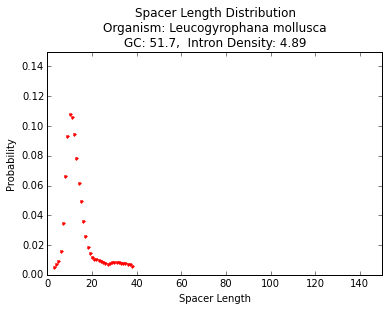 Spacer Length Distribution
Organism: Leucogyrophana mollusca
GC: 51.7,  Intron Density: 4.89
0.14
0.12
0.10
0.08
0.06
0.04
0.02
0.00
Probability
0 20 40 60 80 100 120 140
Spacer Length